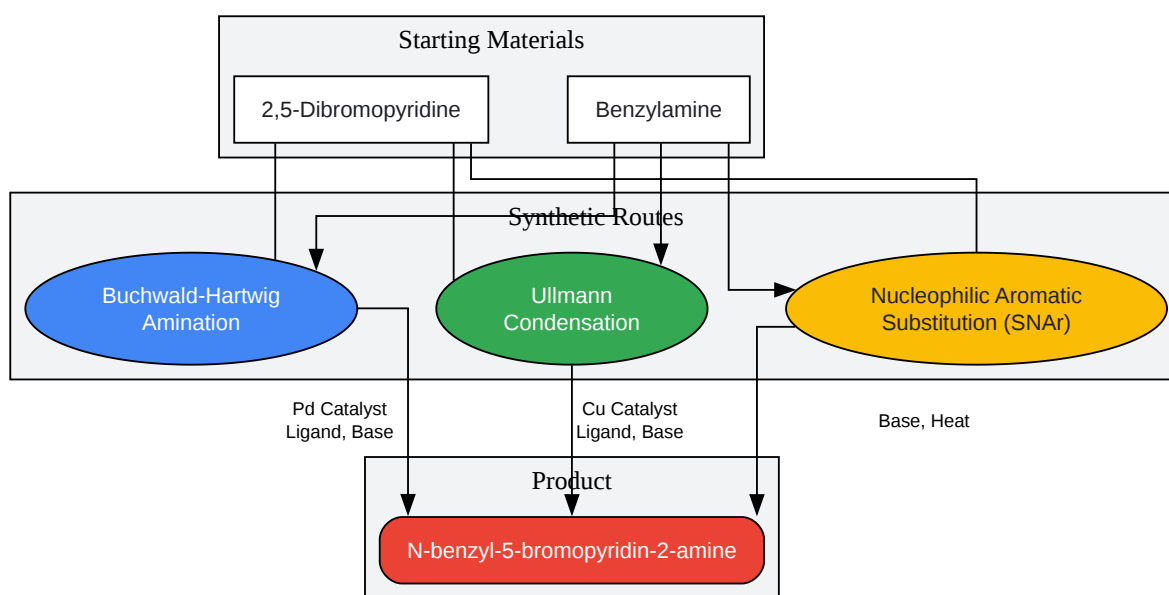 Starting Materials
2,5-Dibromopyridine
Benzylamine
Synthetic Routes
Buchwald-Hartwig
Amination
Ullmann
Condensation
Nucleophilic Aromatic
Substitution (SNAr)
Pd Catalyst
Ligand, Base
Cu Catalyst
Ligand, Base
Base, Heat
Product
N-benzyl-5-bromopyridin-2-amine